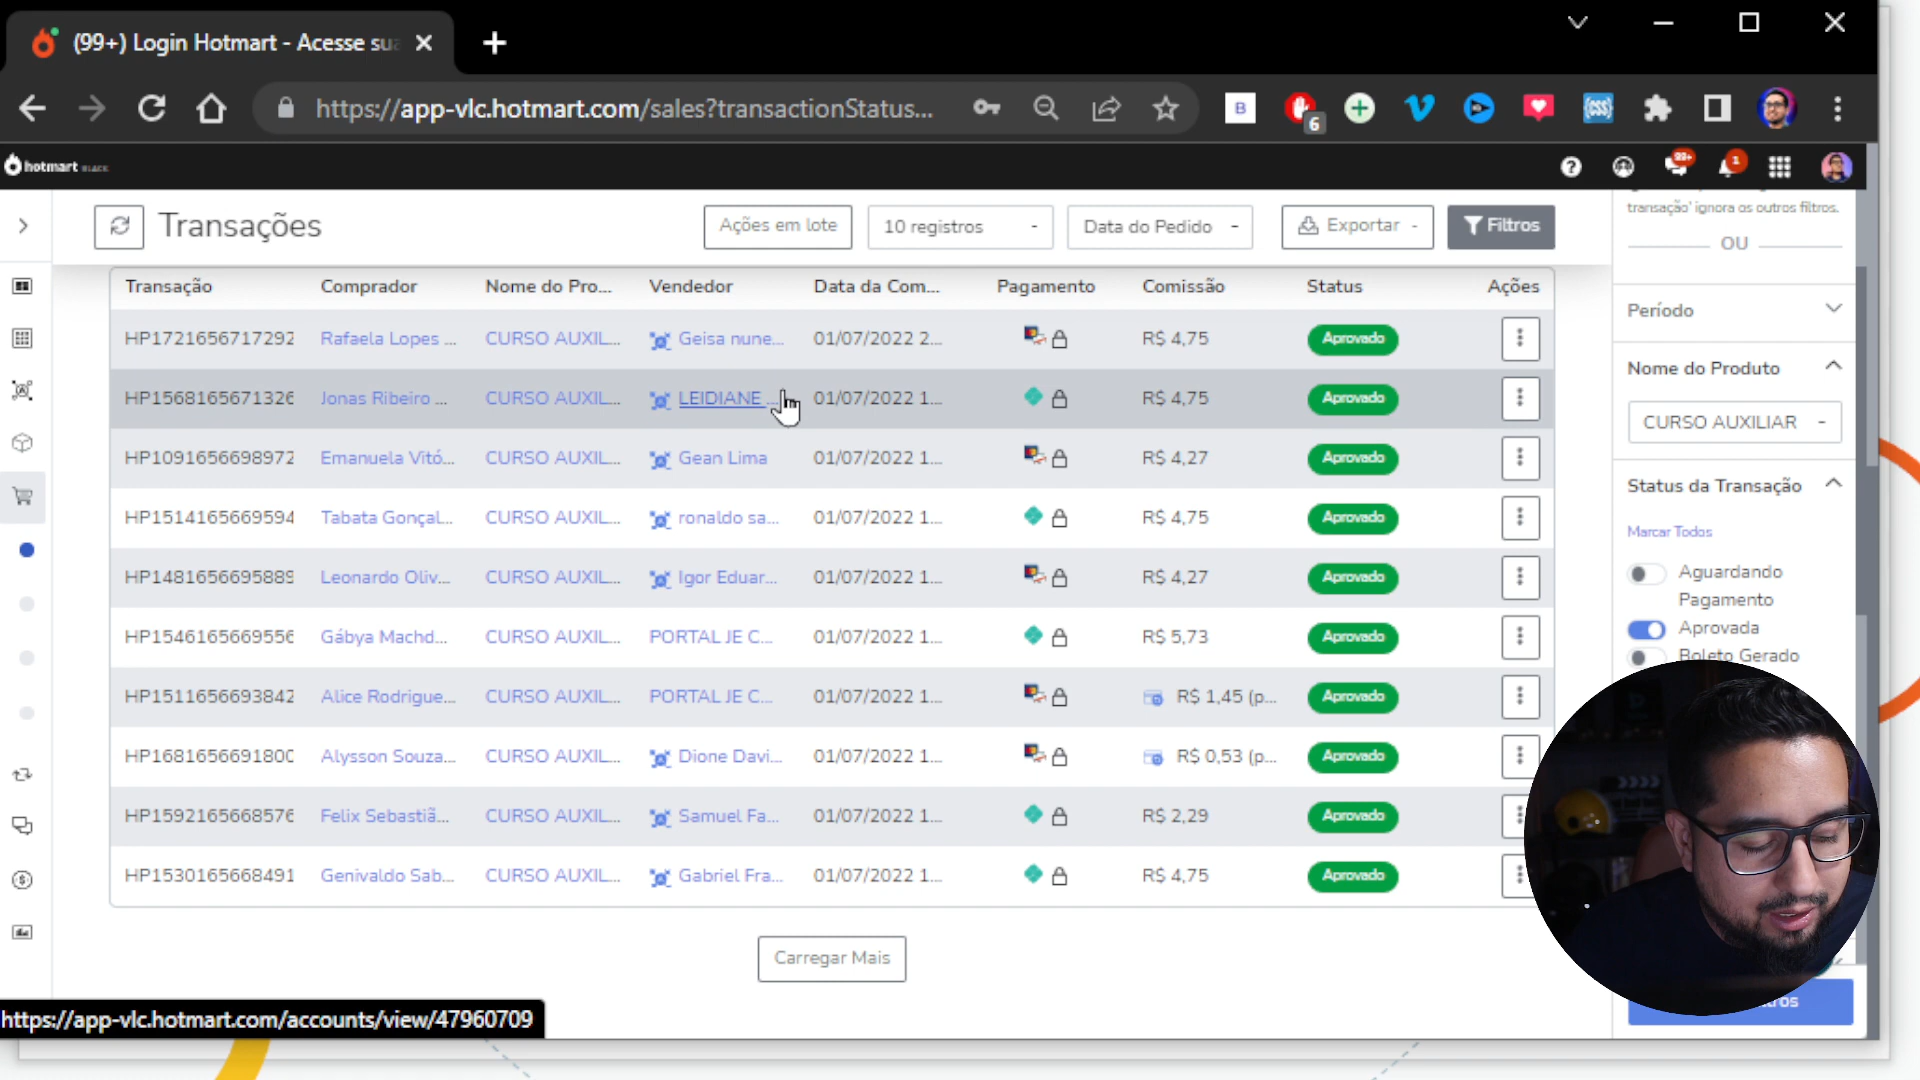 (99+) Login Hotmart - Acesse sua
https://app-vlc.hotmart.com/sales?transactionStatus...
B
6
CSS
hotmart BLACK
99+
1
Transações
Ações em lote
10 registros
Data do Pedido
Exportar
Filtros
transação' ignora os outros filtros.
OU
Período
Nome do Produto
CURSO AUXILIAR
Status da Transação
Marcar Todos
Aguardando
Pagamento
Aprovada
Boleto Gerado
Transação Comprador Nome do Pro... Vendedor Data da Com... Pagamento Comissão Status Ações
HP1721656717292 Rafaela Lopes ... CURSO AUXIL... Geisa nune... 01/07/2022 2... R$ 4,75 Aprovado
HP1568165671326 Jonas Ribeiro ... CURSO AUXIL... LEIDIANE ... 01/07/2022 1... R$ 4,75 Aprovado
HP1091656698972 Emanuela Vitó... CURSO AUXIL... Gean Lima 01/07/2022 1... R$ 4,27 Aprovado
HP1514165669594 Tabata Gonçal... CURSO AUXIL... ronaldo sa... 01/07/2022 1... R$ 4,75 Aprovado
HP1481656695889 Leonardo Oliv... CURSO AUXIL... Igor Eduar... 01/07/2022 1... R$ 4,27 Aprovado
HP1546165669556 Gábya Machd... CURSO AUXIL... PORTAL JE C... 01/07/2022 1... R$ 5,73 Aprovado
HP1511656693842 Alice Rodrigue... CURSO AUXIL... PORTAL JE C... 01/07/2022 1... R$ 1,45 (p... Aprovado
HP1681656691800 Alysson Souza... CURSO AUXIL... Dione Davi... 01/07/2022 1... R$ 0,53 (p... Aprovado
HP1592165668576 Felix Sebastiã... CURSO AUXIL... Samuel Fa... 01/07/2022 1... R$ 2,29 Aprovado
HP1530165668491 Genivaldo Sab... CURSO AUXIL... Gabriel Fra... 01/07/2022 1... R$ 4,75 Aprovado
Carregar Mais
https://app-vlc.hotmart.com/accounts/view/47960709